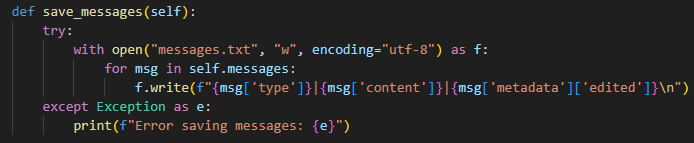 def save_messages(self):
    try:
        with open("messages.txt", "w", encoding="utf-8") as f:
            for msg in self.messages:
                f.write(f"{msg['type']}|{msg['content']}|{msg['metadata']['edited']}\n")
    except Exception as e:
        print(f"Error saving messages: {e}")